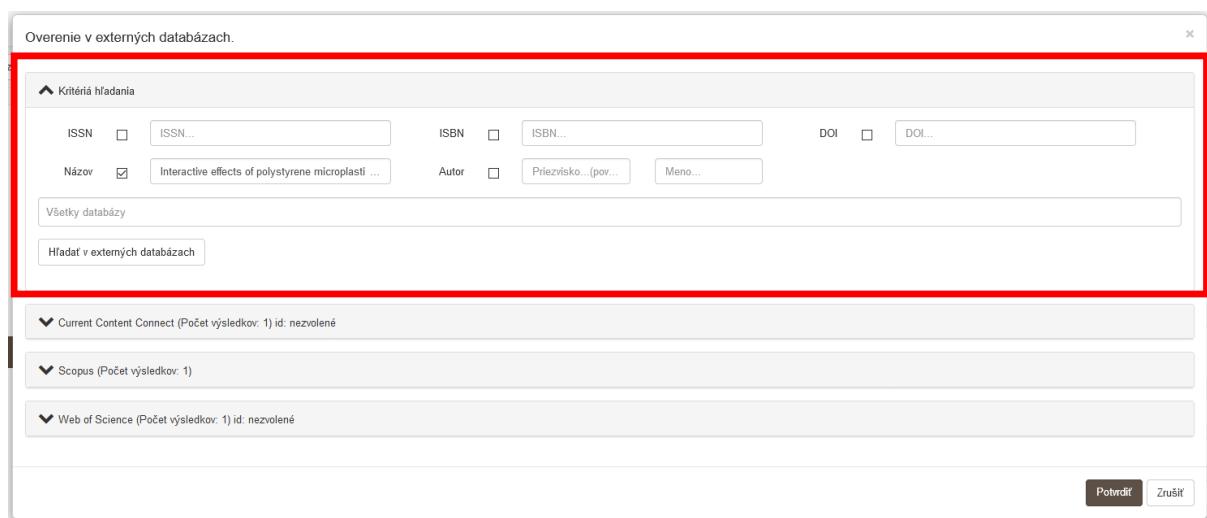 Overenie v externých databázach. ×
Kritériá hľadania
ISSN ISSN... ISBN ISBN... DOI DOI...
Názov Interactive effects of polystyrene microplasti ... Autor Priezvisko...(pov... Meno...
Všetky databázy
Hľadať v externých databázach
Current Content Connect (Počet výsledkov: 1) id: nezvolené
Scopus (Počet výsledkov: 1)
Web of Science (Počet výsledkov: 1) id: nezvolené
Potvrdiť Zrušiť